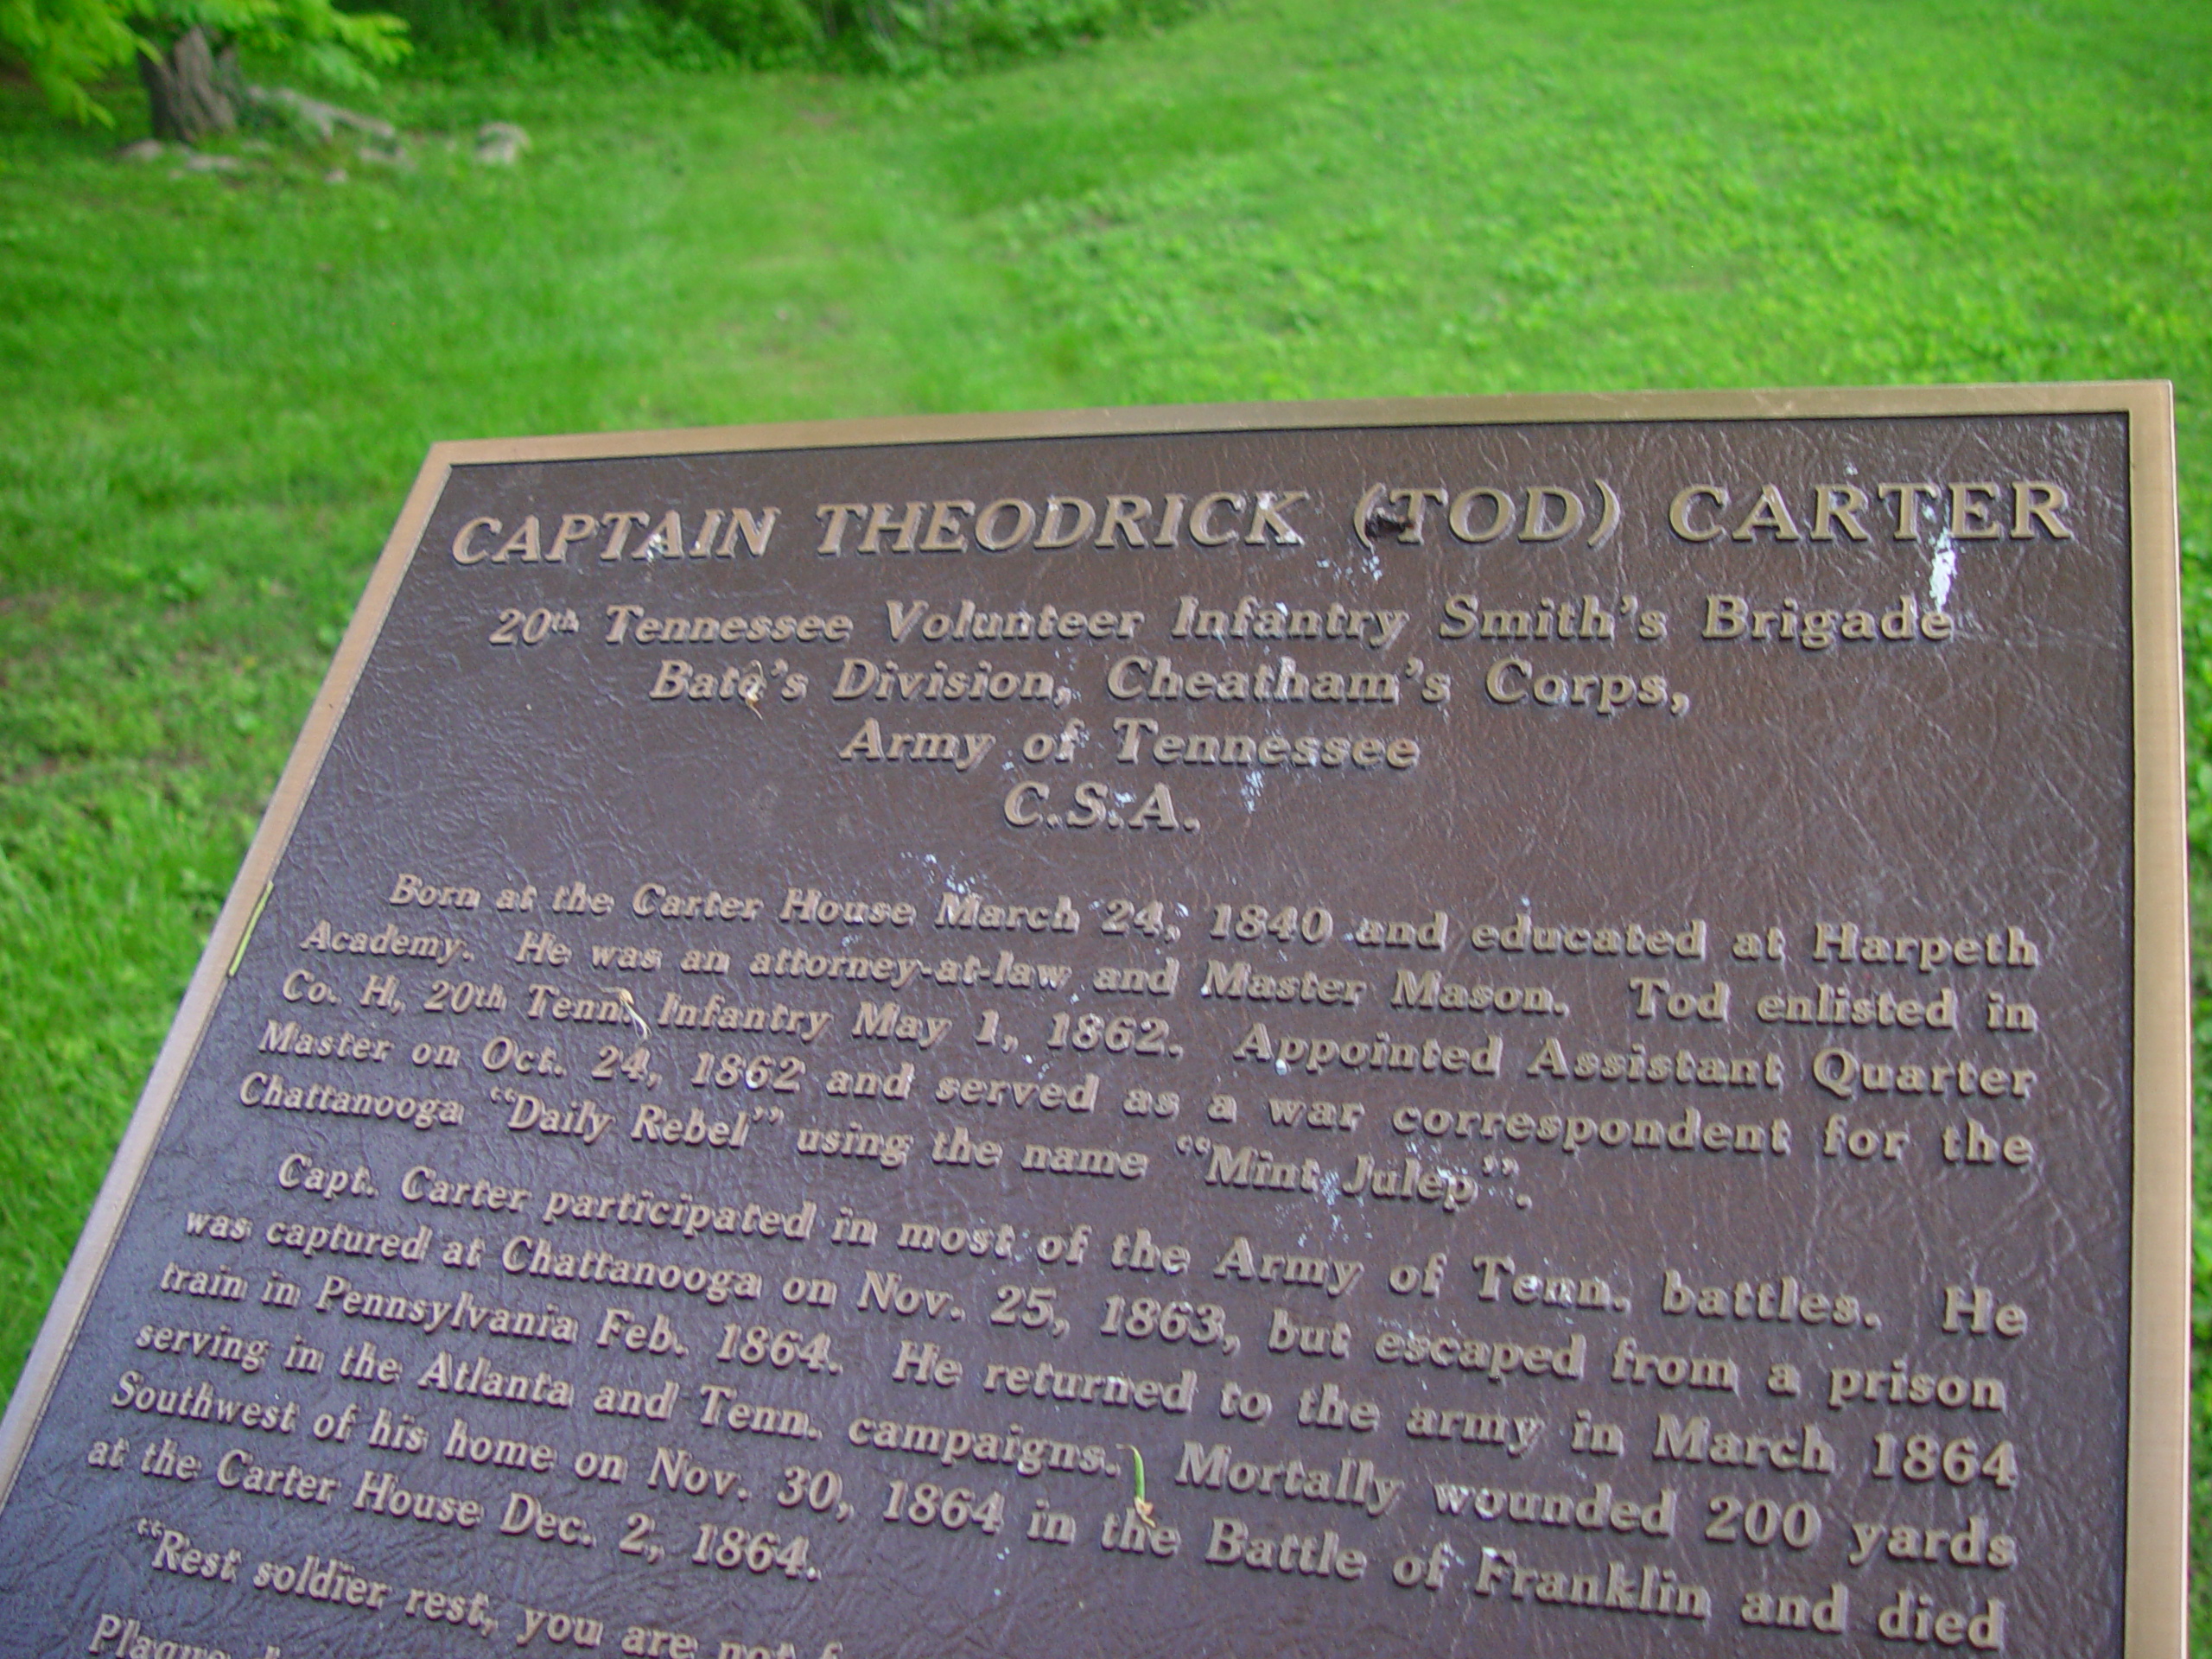 CAPTAIN THEODRICK (TOD) CARTER
20th Tennessee Volunteer Infantry Smith's Brigade
Bate's Division, Cheatham's Corps,
Army of Tennessee
C.S.A.
Born at the Carter House March 24, 1840 and educated at Harpeth
Academy. He was an attorney-at-law and Master Mason. Tod enlisted in
Co. H, 20th Tenn. Infantry May 1, 1862. Appointed Assistant Quarter
Master on Oct. 24, 1862 and served as a war correspondent for the
Chattanooga "Daily Rebel" using the name "Mint Julep".
Capt. Carter participated in most of the Army of Tenn. battles. He
was captured at Chattanooga on Nov. 25, 1863, but escaped from a prison
train in Pennsylvania Feb. 1864. He returned to the army in March 1864
serving in the Atlanta and Tenn. campaigns. Mortally wounded 200 yards
Southwest of his home on Nov. 30, 1864 in the Battle of Franklin and died
at the Carter House Dec. 2, 1864.
"Rest soldier rest, you are not
Plaque